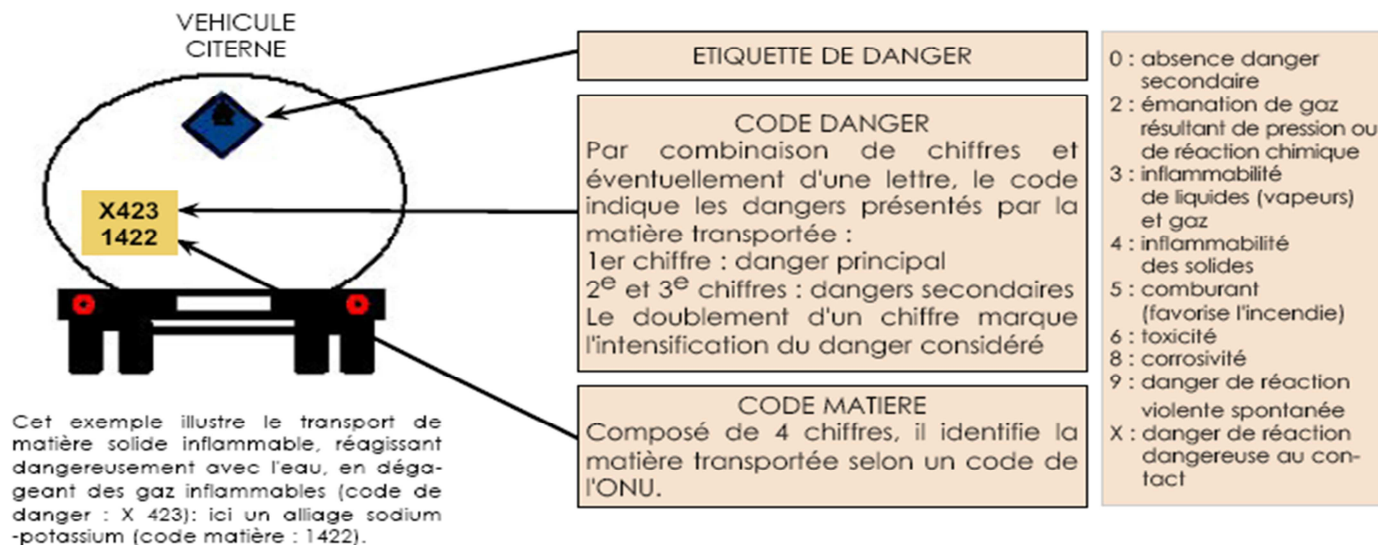 VEHICULE
CITERNE
X423
1422
Cet exemple illustre le transport de
matière solide inflammable, réagissant
dangereusement avec l'eau, en déga-
geant des gaz inflammables (code de
danger : X 423): ici un alliage sodium
-potassium (code matière : 1422).
ETIQUETTE DE DANGER
CODE DANGER
Par combinaison de chiffres et
éventuellement d'une lettre, le code
indique les dangers présentés par la
matière transportée :
1er chiffre : danger principal
2e et 3e chiffres : dangers secondaires
Le doublement d'un chiffre marque
l'intensification du danger considéré
CODE MATIERE
Composé de 4 chiffres, il identifie la
matière transportée selon un code de
l'ONU.
0 : absence danger
secondaire
2 : émanation de gaz
résultant de pression ou
de réaction chimique
3 : inflammabilité
de liquides (vapeurs)
et gaz
4 : inflammabilité
des solides
5 : comburant
(favorise l'incendie)
6 : toxicité
8 : corrosivité
9 : danger de réaction
violente spontanée
X : danger de réaction
dangereuse au con-
tact